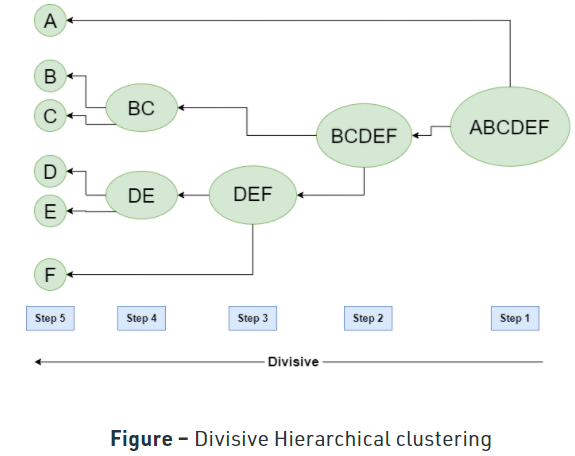 A
B
C
BC
BCDEF
ABCDEF
D
E
DE
DEF
F
Step 5
Step 4
Step 3
Step 2
Step 1
Divisive
Figure – Divisive Hierarchical clustering